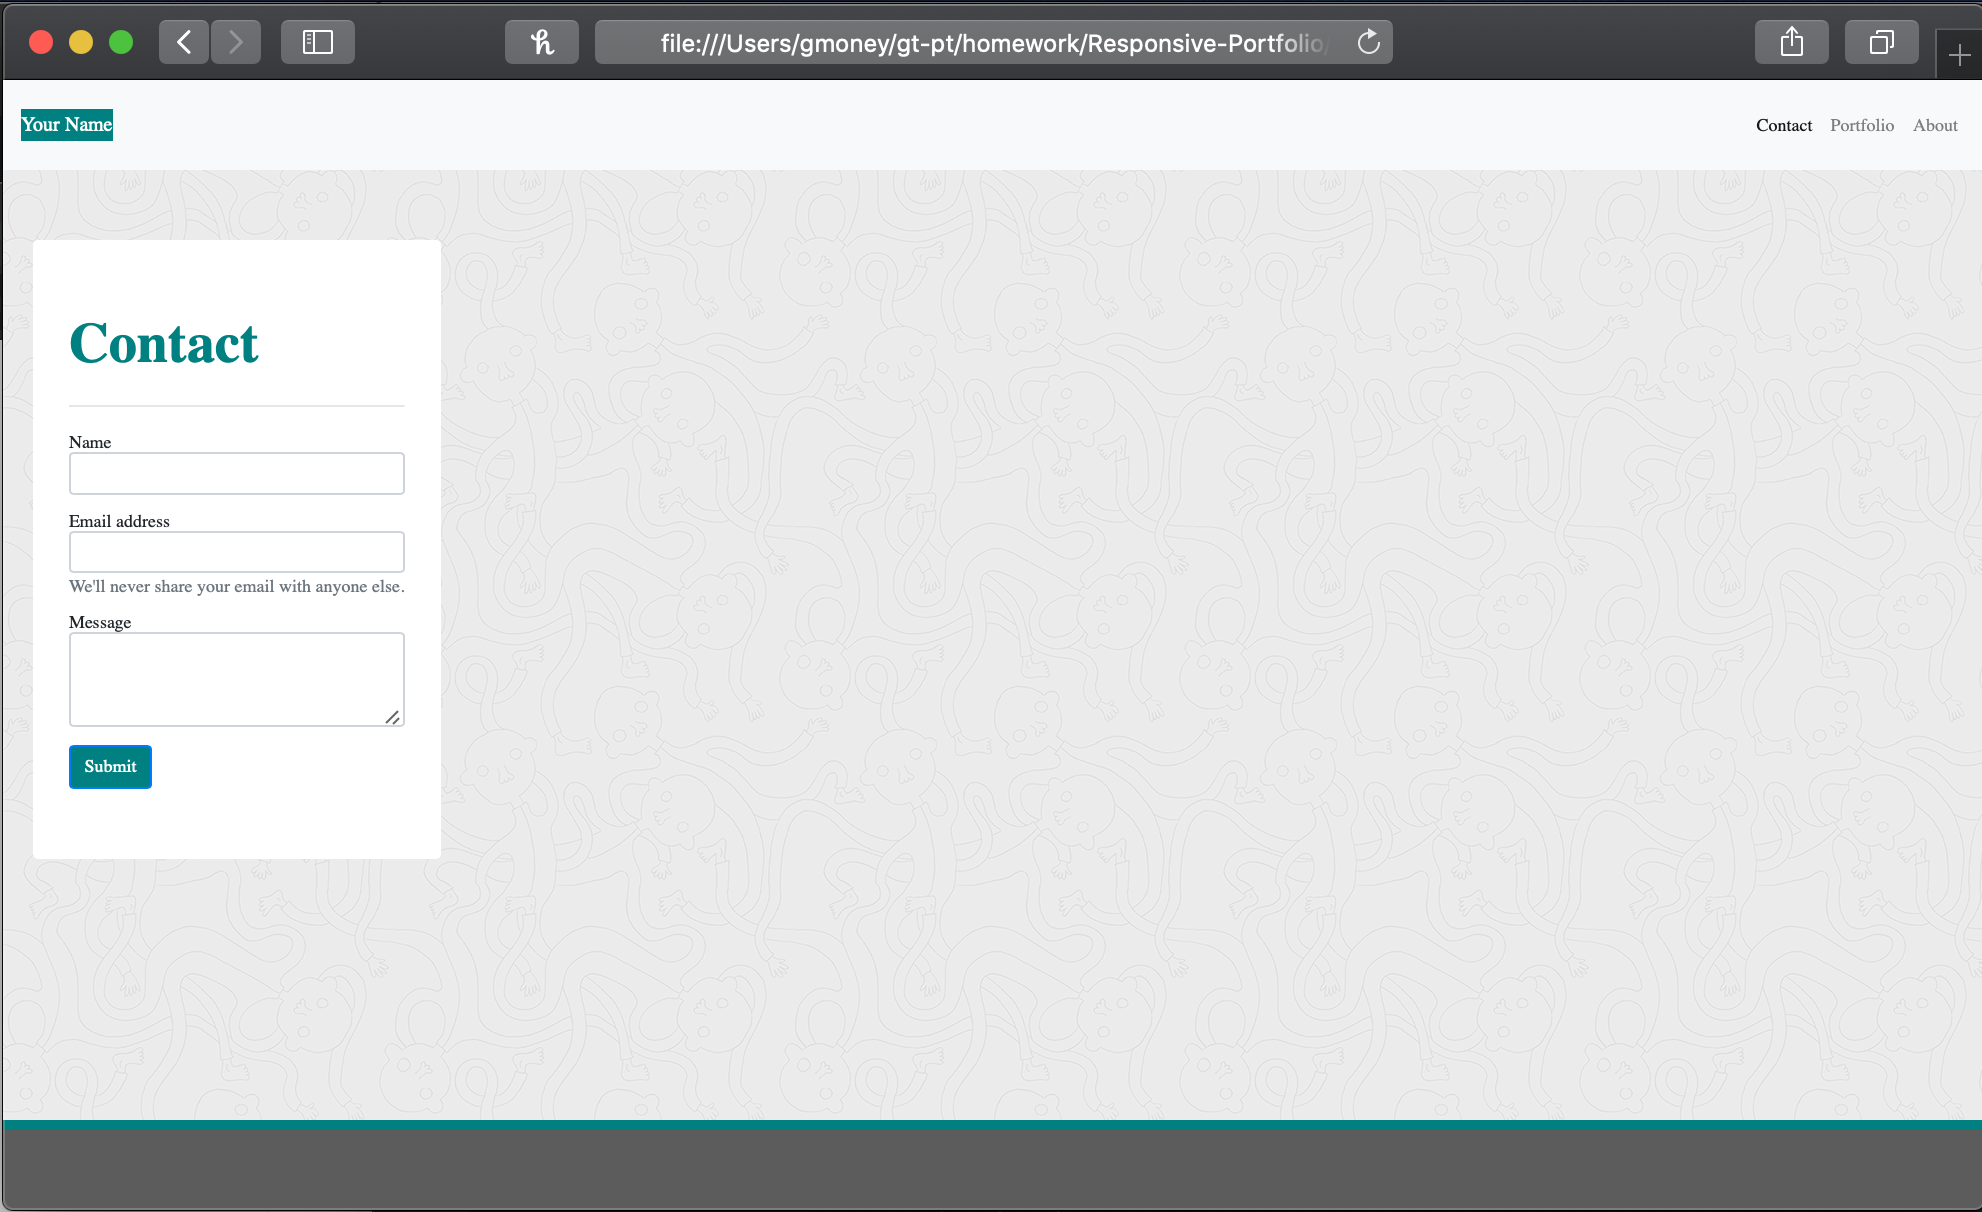 file:///Users/gmoney/gt-pt/homework/Responsive-Portfolio/
Your Name
Contact Portfolio About
Contact
Name
Email address
We'll never share your email with anyone else.
Message
Submit